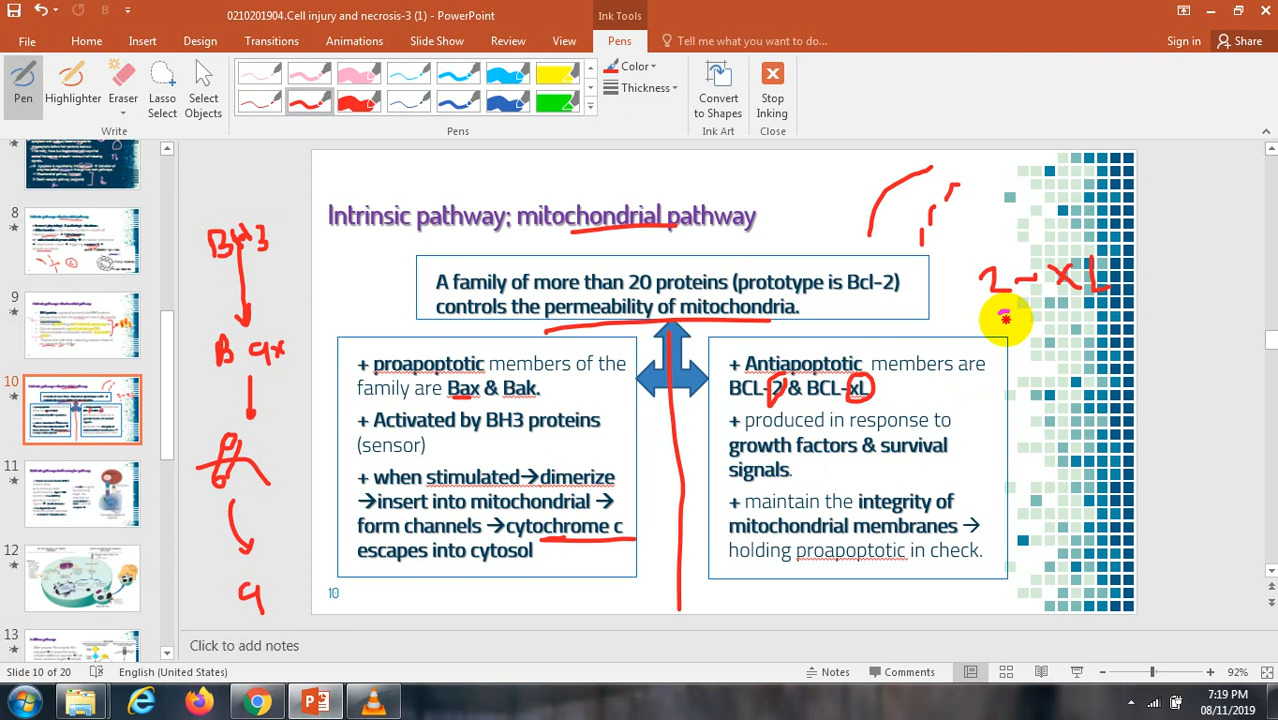 0210201904.Cell injury and necrosis-3 (1) - PowerPoint
Ink Tools
File
Home
Insert
Design
Transitions
Animations
Slide Show
Review
View
Pens
Tell me what you want to do...
Sign in
Share
Pen
Highlighter
Eraser
Lasso
Select
Select
Objects
Color
Thickness
Convert
to Shapes
Stop
Inking
Write
Pens
Ink Art
Close
8
9
10
11
12
13
BH3
Bax
Intrinsic pathway: mitochondrial pathway
A family of more than 20 proteins (prototype is Bcl-2)
controls the permeability of mitochondria.
+ proapoptotic members of the
family are Bax & Bak.
+ Activated by BH3 proteins
(sensor)
+ when stimulated→dimerize
→insert into mitochondrial →
form channels →cytochrome c
escapes into cytosol
+ Antiapoptotic members are
BCL-2 & BCL-xL
+ produced in response to
growth factors & survival
signals.
+ maintain the integrity of
mitochondrial membranes →
holding proapoptotic in check.
2-XL
10
Click to add notes
Slide 10 of 20
English (United States)
Notes
Comments
92%
7:19 PM
08/11/2019